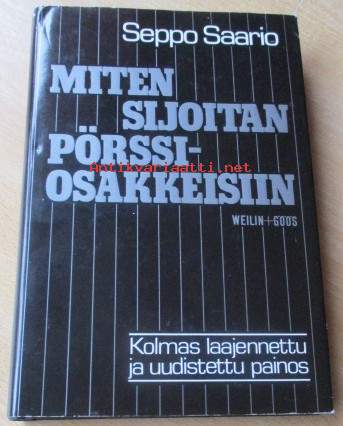 Seppo Saario
MITEN
SIJOITAN
PÖRSSI-
OSAKKEISIIN
Antikvariaatti.net
WEILIN+GÖÖS
Kolmas laajennettu
ja uudistettu painos